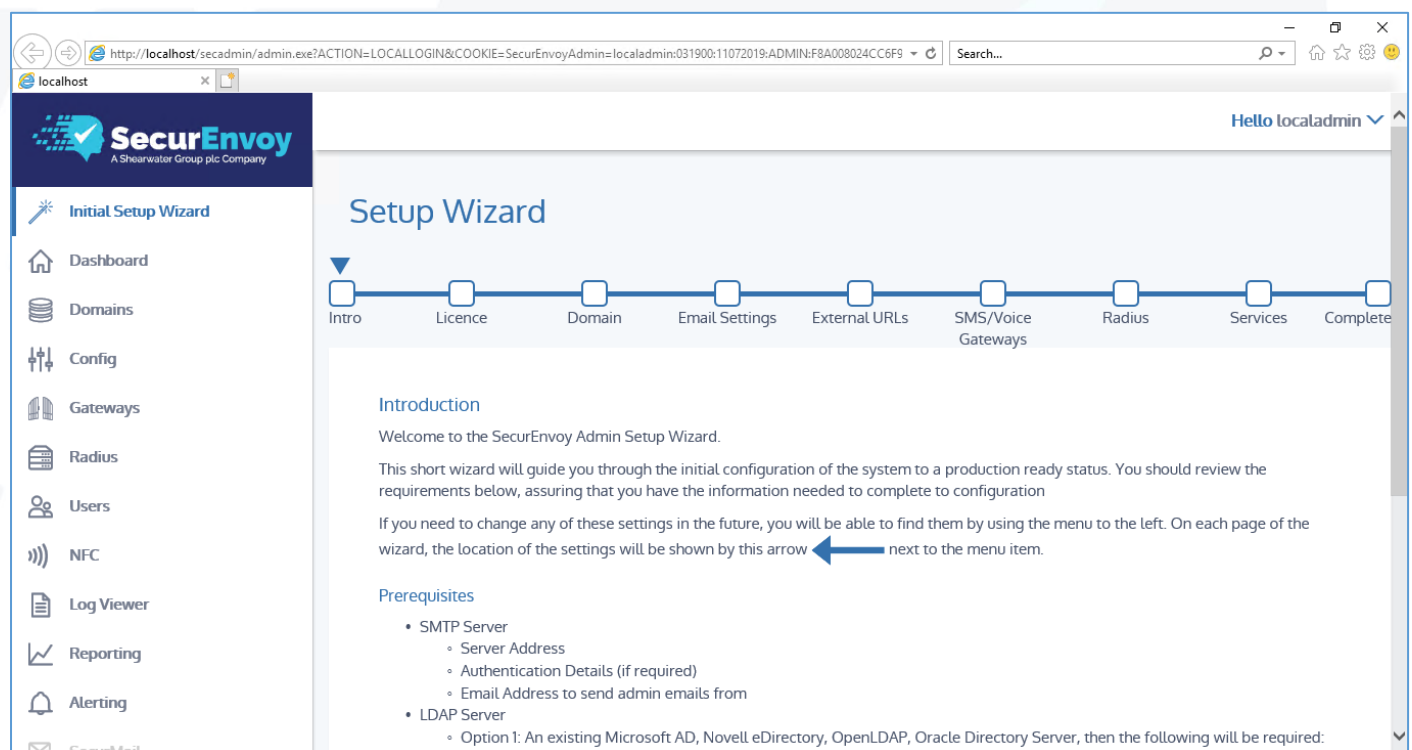 http://localhost/secadmin/admin.exe?ACTION=LOCALLOGIN&COOKIE=SecurEnvoyAdmin=localadmin:031900:11072019:ADMIN:F8A008024CC6F9
Search...
localhost
SecurEnvoy
A Shearwater Group plc Company
Hello localadmin
Initial Setup Wizard
Dashboard
Domains
Config
Gateways
Radius
Users
NFC
Log Viewer
Reporting
Alerting
SecurMail
Setup Wizard
Intro
Licence
Domain
Email Settings
External URLs
SMS/Voice
Gateways
Radius
Services
Complete
Introduction
Welcome to the SecurEnvoy Admin Setup Wizard.
This short wizard will guide you through the initial configuration of the system to a production ready status. You should review the
requirements below, assuring that you have the information needed to complete to configuration
If you need to change any of these settings in the future, you will be able to find them by using the menu to the left. On each page of the
wizard, the location of the settings will be shown by this arrow next to the menu item.
Prerequisites
• SMTP Server
◦ Server Address
◦ Authentication Details (if required)
◦ Email Address to send admin emails from
• LDAP Server
◦ Option 1: An existing Microsoft AD, Novell eDirectory, OpenLDAP, Oracle Directory Server, then the following will be required: